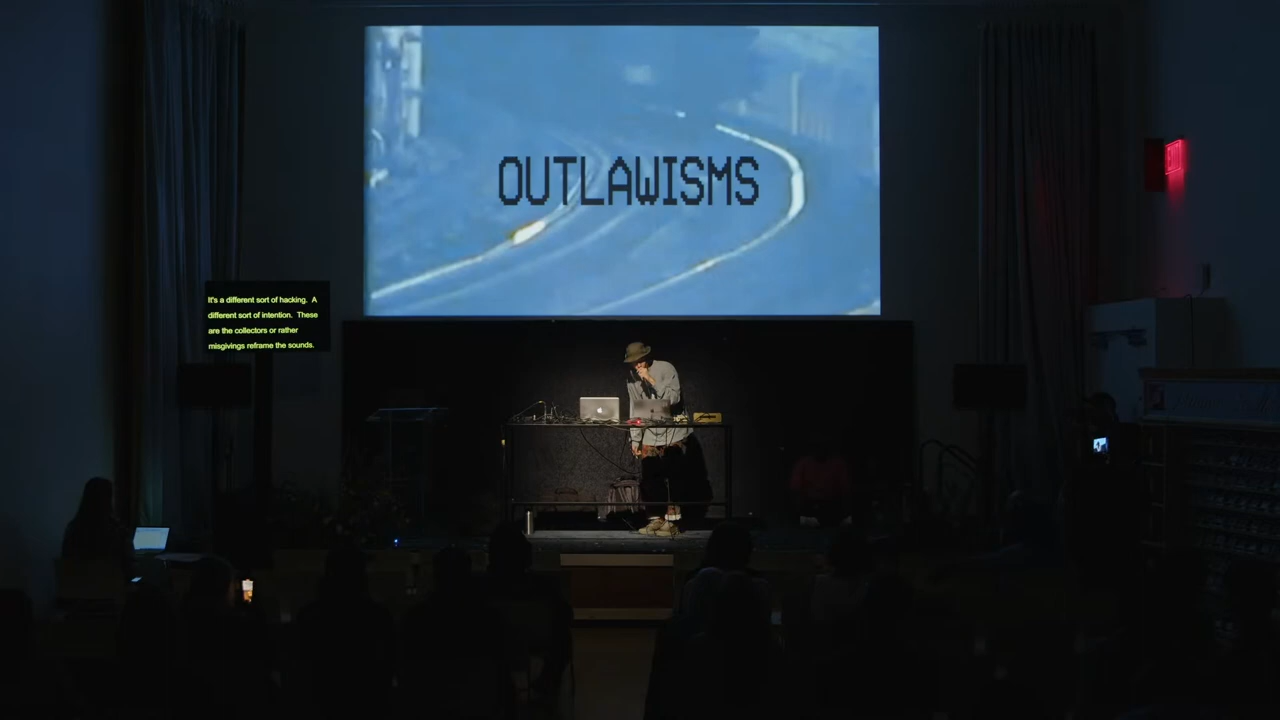 OUTLAWISMS
It's a different sort of hacking. A
different sort of intention. These
are the collectors or rather
misgivings reframe the sounds.
EXIT